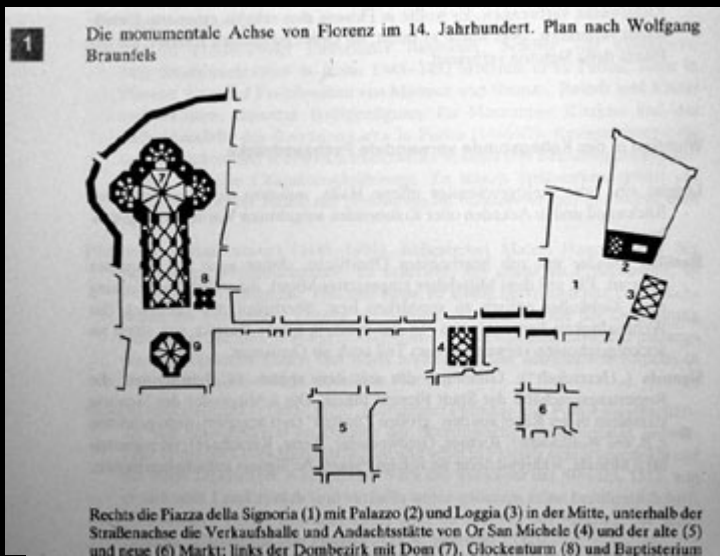 1
Die monumentale Achse von Florenz im 14. Jahrhundert. Plan nach Wolfgang
Braunfels
7
8
9
1
2
3
4
5
6
Rechts die Piazza della Signoria (1) mit Palazzo (2) und Loggia (3) in der Mitte, unterhalb der
Straßenachse die Verkaufshalle und Andachtsstätte von Or San Michele (4) und der alte (5)
und neue (6) Markt; links der Dombezirk mit Dom (7), Glockenturm (8) und Baptisterium